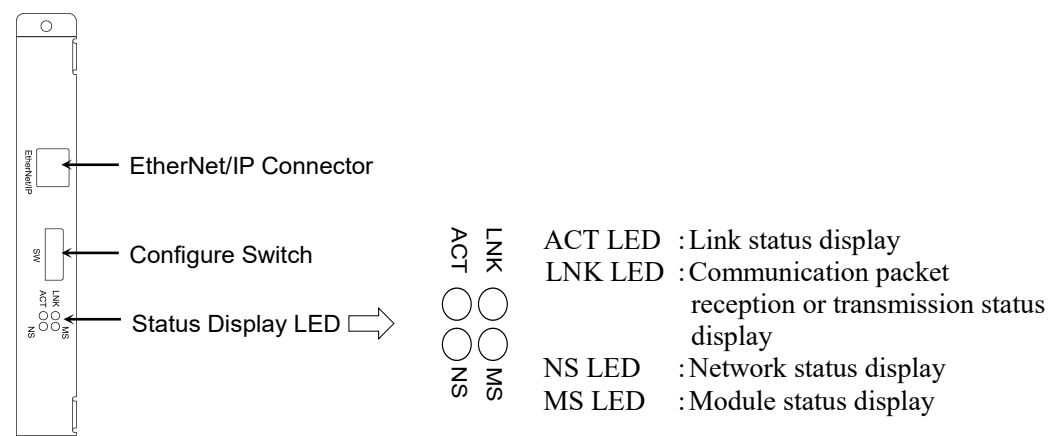 EtherNet/IP
EtherNet/IP Connector
SW
Configure Switch
ACT LNK
NS MS
Status Display LED
ACT LNK
NS MS
ACT LED :Link status display
LNK LED :Communication packet
reception or transmission status
display
NS LED :Network status display
MS LED :Module status display